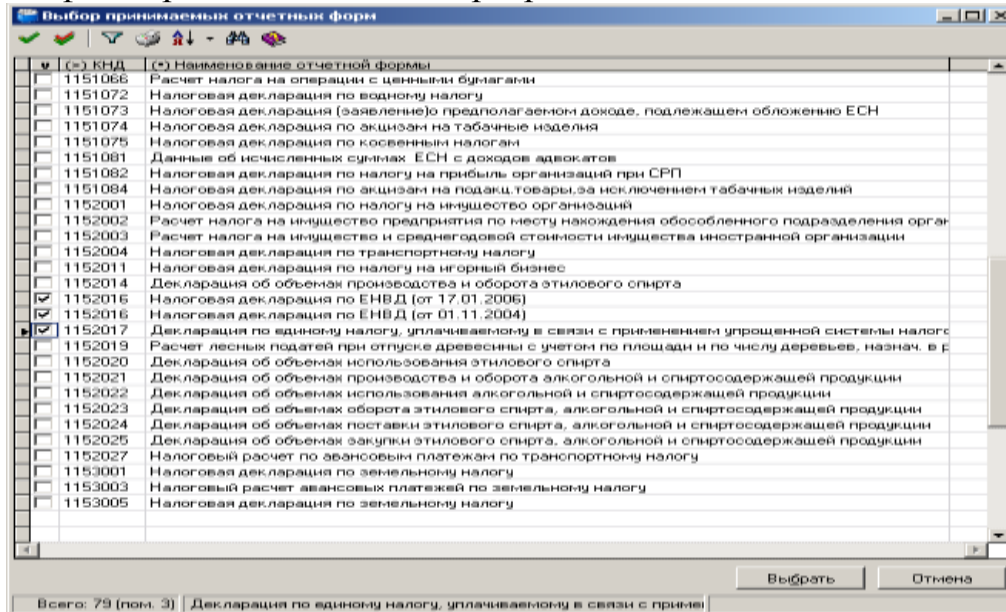 Выбор принимаемых отчетных форм
v (=) КНД (*) Наименование отчетной формы
1151066 Расчет налога на операции с ценными бумагами
1151072 Налоговая декларация по водному налогу
1151073 Налоговая декларация (заявление)о предполагаемом доходе, подлежащем обложению ЕСН
1151074 Налоговая декларация по акцизам на табачные изделия
1151075 Налоговая декларация по косвенным налогам
1151081 Данные об исчисленных суммах ЕСН с доходов адвокатов
1151082 Налоговая декларация по налогу на прибыль организаций при СРП
1151084 Налоговая декларация по акцизам на подакц.товары,за исключением табачных изделий
1152001 Налоговая декларация по налогу на имущество организаций
1152002 Расчет налога на имущество предприятия по месту нахождения обособленного подразделения орган
1152003 Расчет налога на имущество и среднегодовой стоимости имущества иностранной организации
1152004 Налоговая декларация по транспортному налогу
1152011 Налоговая декларация по налогу на игорный бизнес
1152014 Декларация об объемах производства и оборота этилового спирта
1152016 Налоговая декларация по ЕНВД (от 17.01.2006)
1152016 Налоговая декларация по ЕНВД (от 01.11.2004)
1152017 Декларация по единому налогу, уплачиваемому в связи с применением упрощенной системы налого
1152019 Расчет лесных податей при отпуске древесины с учетом по площади и по числу деревьев, назнач. в р
1152020 Декларация об объемах использования этилового спирта
1152021 Декларация об объемах производства и оборота алкогольной и спиртосодержащей продукции
1152022 Декларация об объемах использования алкогольной и спиртосодержащей продукции
1152023 Декларация об объемах оборота этилового спирта, алкогольной и спиртосодержащей продукции
1152024 Декларация об объемах поставки этилового спирта, алкогольной и спиртосодержащей продукции
1152025 Декларация об объемах закупки этилового спирта, алкогольной и спиртосодержащей продукции
1152027 Налоговый расчет по авансовым платежам по транспортному налогу
1153001 Налоговая декларация по земельному налогу
1153003 Налоговый расчет авансовых платежей по земельному налогу
1153005 Налоговая декларация по земельному налогу
Выбрать Отмена
Всего: 79 (пом. 3) Декларация по единому налогу, уплачиваемому в связи с приме